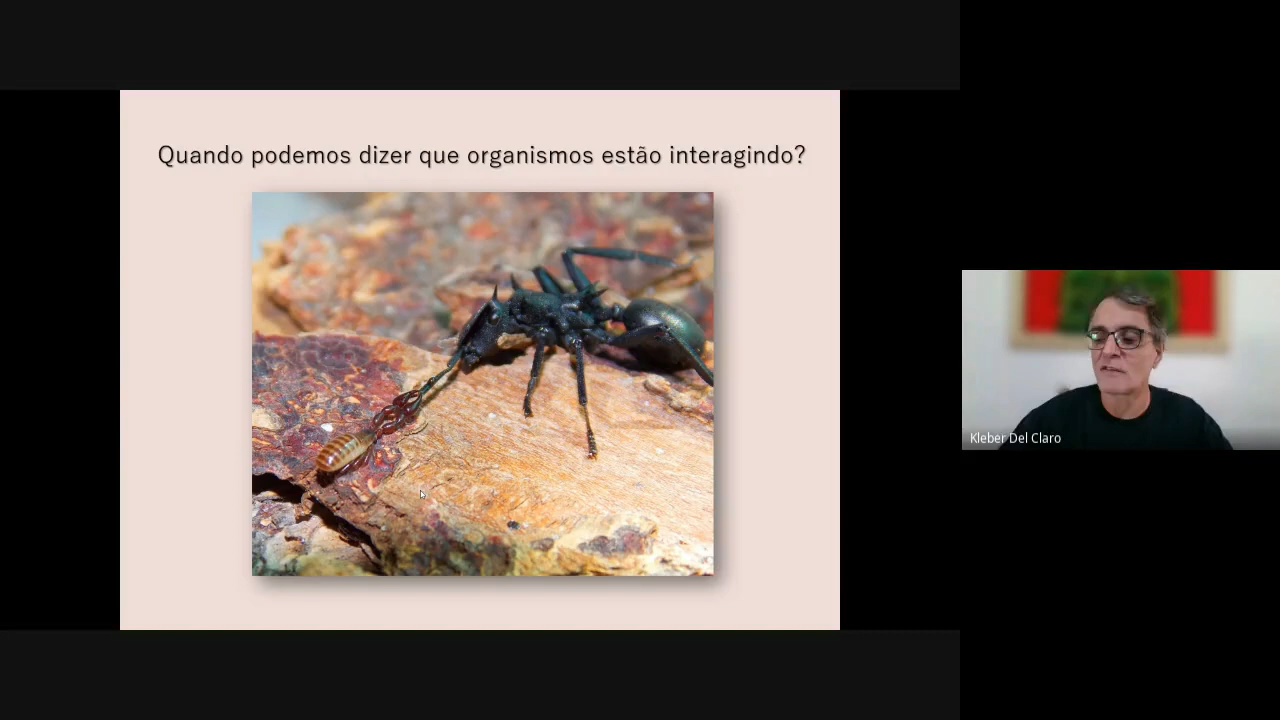 Quando podemos dizer que organismos estão interagindo?
Kleber Del Claro